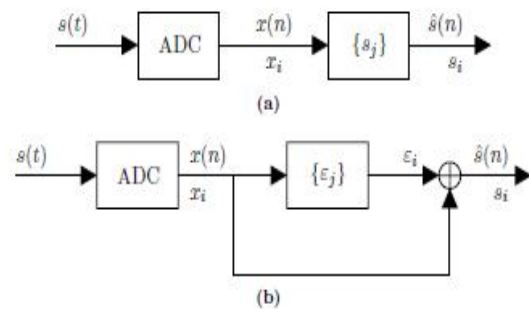 s(t) ADC x(n) {s_j} ŝ(n)
x_i s_i
(a)
s(t) ADC x(n) {ε_j} ε_i ŝ(n)
x_i s_i
(b)